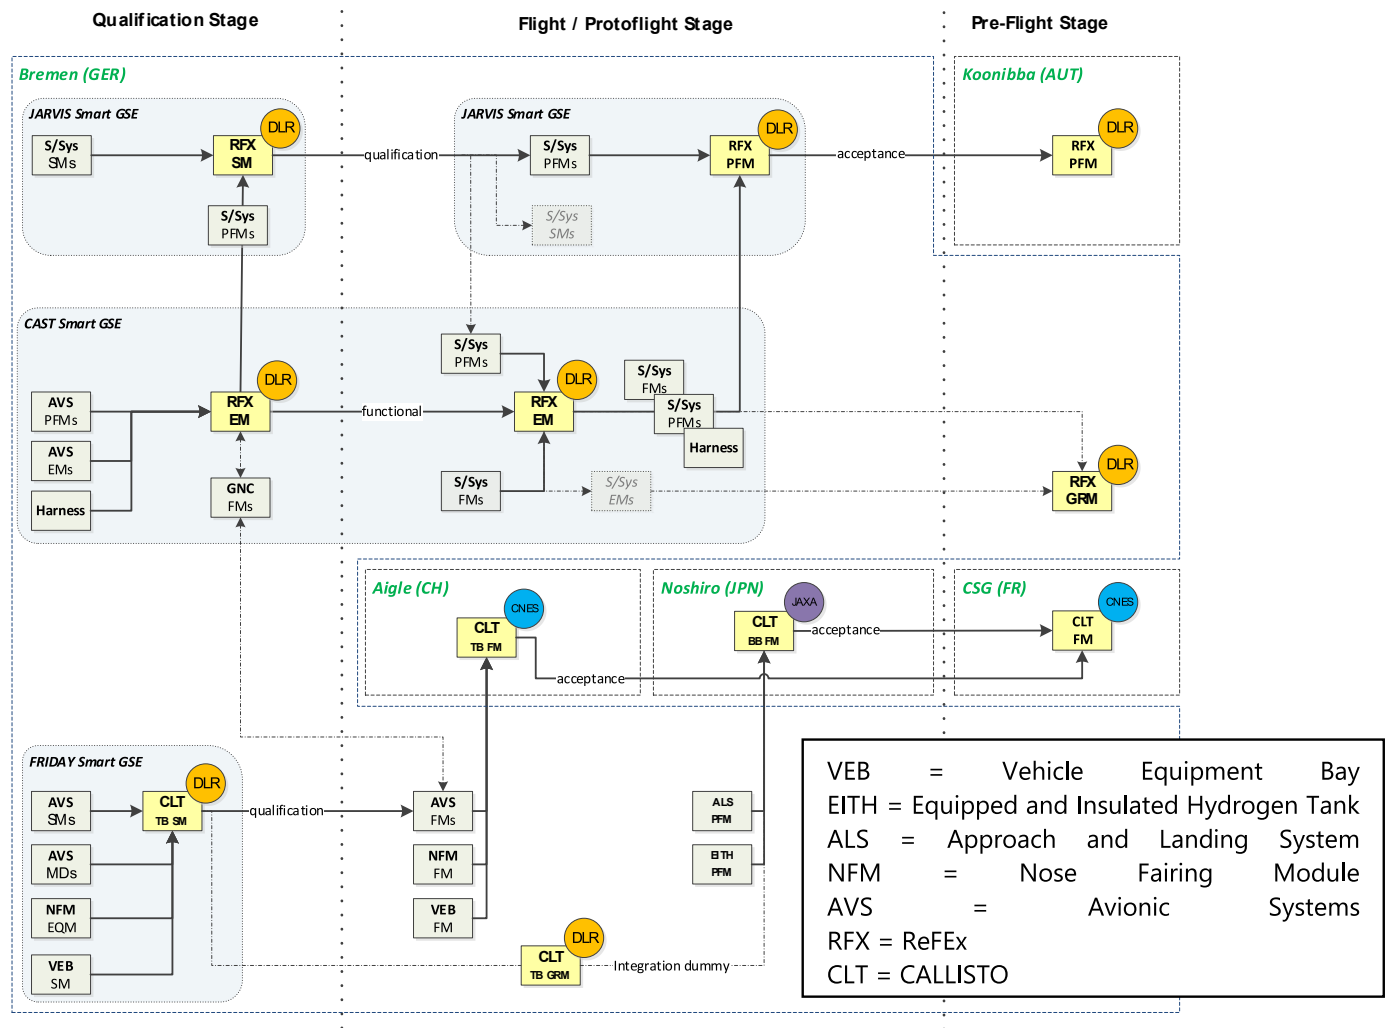 Qualification Stage
Flight / Protoflight Stage
Pre-Flight Stage
Bremen (GER)
Koonibba (AUT)
JARVIS Smart GSE
JARVIS Smart GSE
DLR
DLR
DLR
S/Sys
SMs
RFX
SM
qualification
S/Sys
PFMs
RFX
PFM
acceptance
RFX
PFM
S/Sys
PFMs
S/Sys
SMs
CAST Smart GSE
S/Sys
PFMs
DLR
DLR
S/Sys
FMs
AVS
PFMs
RFX
EM
functional
RFX
EM
S/Sys
PFMs
Harness
AVS
EMs
DLR
GNC
FMs
S/Sys
FMs
S/Sys
EMs
RFX
GRM
Harness
Aigle (CH)
Noshiro (JPN)
CSG (FR)
CNES
JAXA
CNES
CLT
TB FM
CLT
BB FM
acceptance
CLT
FM
acceptance
FRIDAY Smart GSE
DLR
AVS
SMs
CLT
TB SM
qualification
AVS
FMs
ALS
PFM
AVS
MDs
NFM
FM
EITH
PFM
NFM
EQM
VEB
FM
VEB
SM
DLR
CLT
TB GRM
Integration dummy
VEB = Vehicle Equipment Bay
EITH = Equipped and Insulated Hydrogen Tank
ALS = Approach and Landing System
NFM = Nose Fairing Module
AVS = Avionic Systems
RFX = ReFEx
CLT = CALLISTO